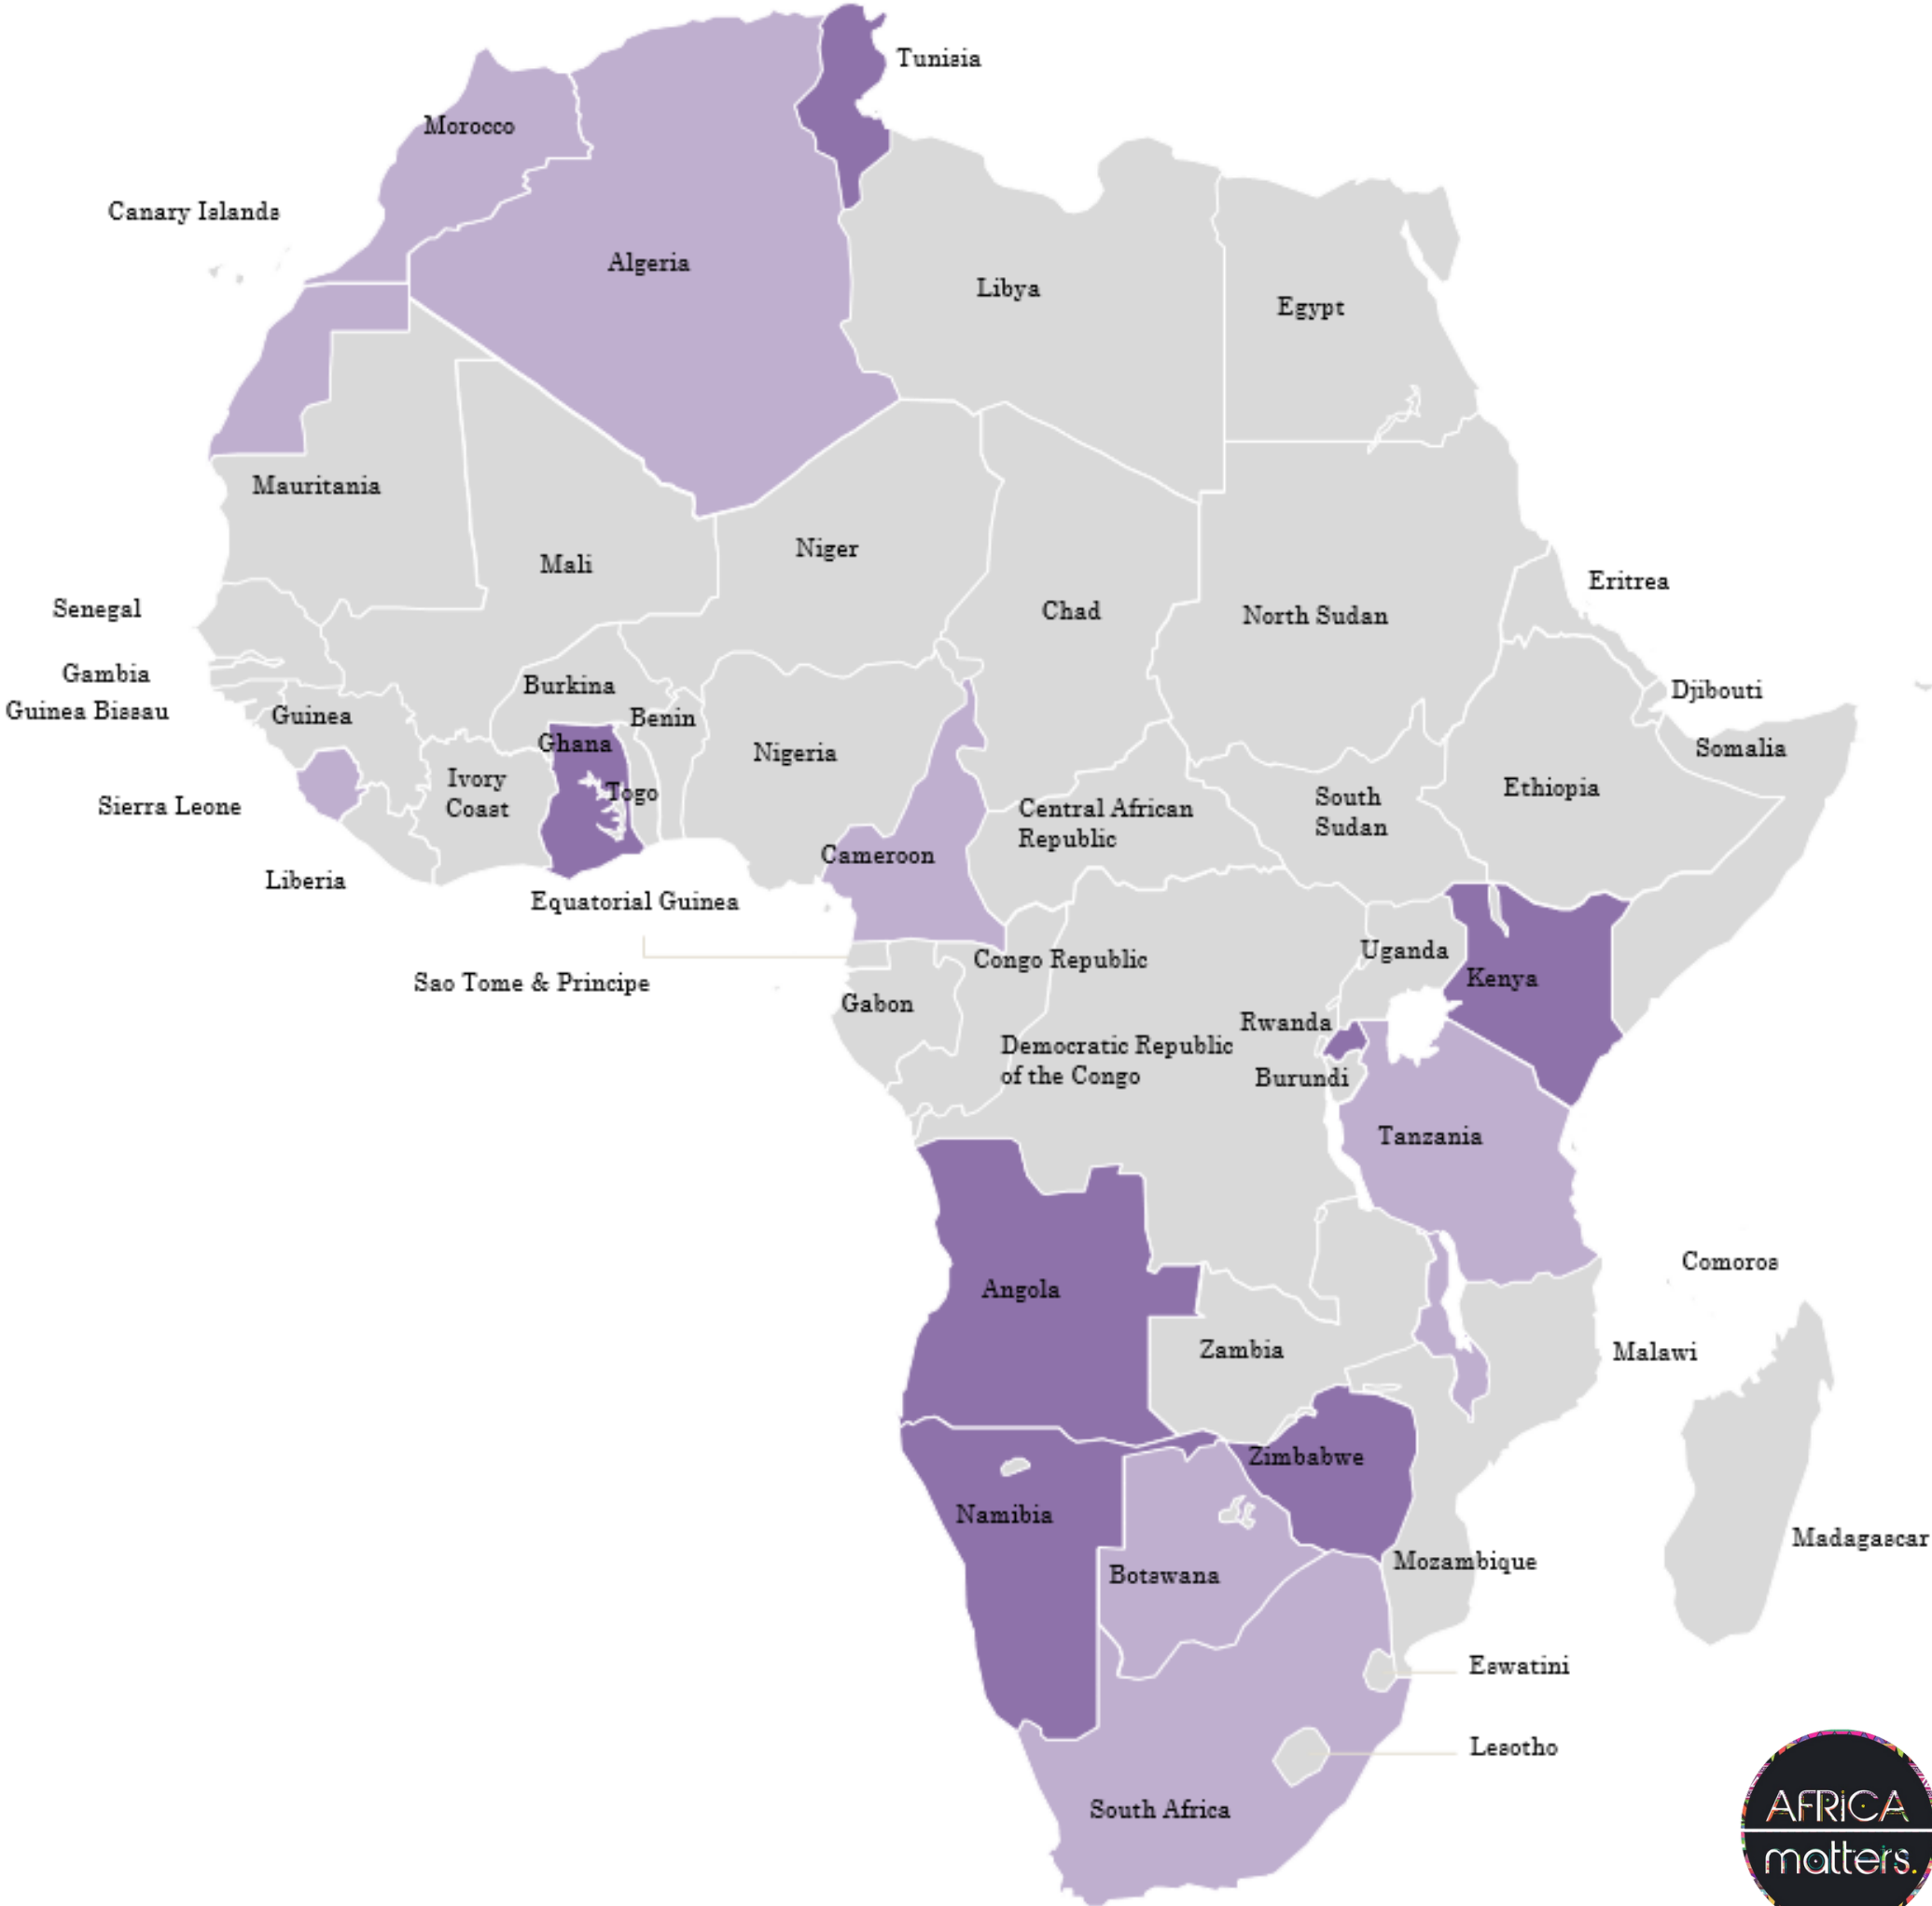 Tunisia
Morocco
Canary Islands
Algeria
Libya
Egypt
Mauritania
Niger
Mali
Eritrea
Senegal
Chad
North Sudan
Gambia
Burkina
Djibouti
Guinea Bissau
Guinea
Benin
Ghana
Nigeria
Somalia
Ivory
Coast
Togo
Ethiopia
Sierra Leone
Central African
Republic
South
Sudan
Cameroon
Liberia
Equatorial Guinea
Uganda
Congo Republic
Kenya
Sao Tome & Principe
Gabon
Rwanda
Democratic Republic
of the Congo
Burundi
Tanzania
Comoros
Angola
Zambia
Malawi
Zimbabwe
Namibia
Madagascar
Mozambique
Botswana
Eswatini
Lesotho
South Africa
AFRiCA
matters.